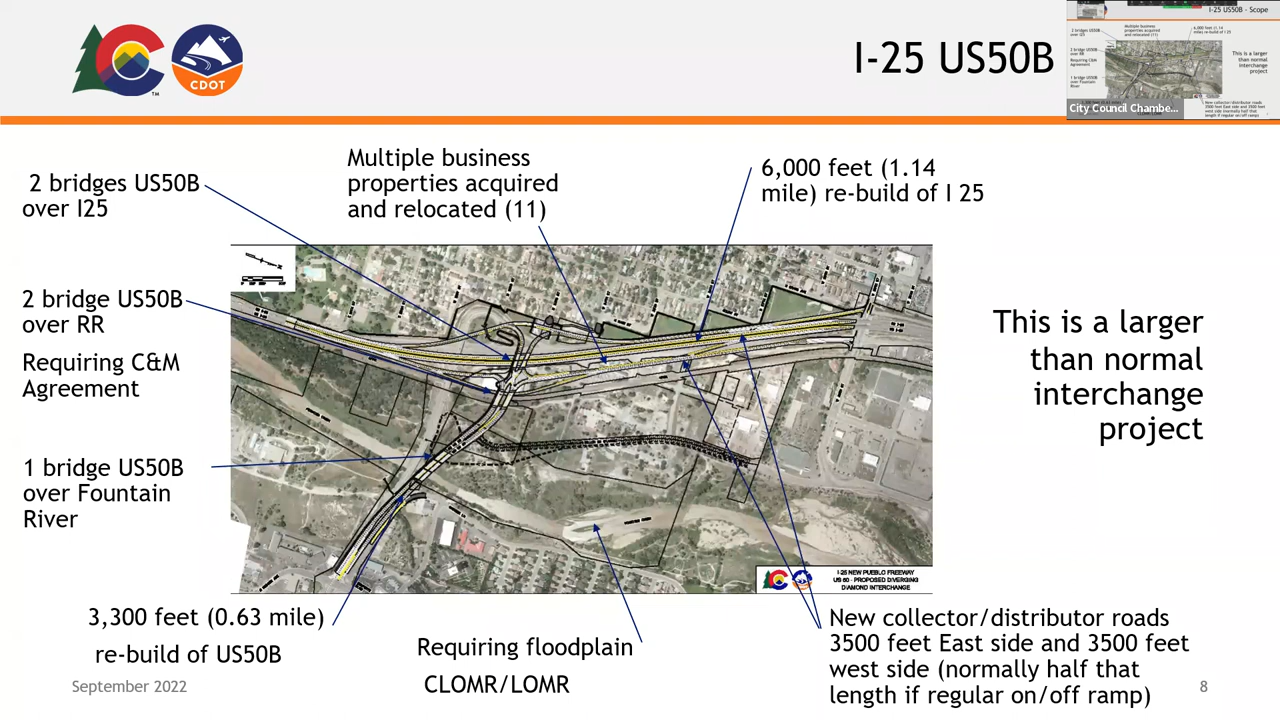 I-25 US50B
CDOT
TM
I-25 US50B - Scope
City Council Chambe...
2 bridges US50B
over I25
Multiple business
properties acquired
and relocated (11)
6,000 feet (1.14
mile) re-build of I 25
2 bridge US50B
over RR
Requiring C&M
Agreement
This is a larger
than normal
interchange
project
1 bridge US50B
over Fountain
River
I-25 NEW PUEBLO FREEWAY
US 50 - PROPOSED DIVERGING
DIAMOND INTERCHANGE
3,300 feet (0.63 mile)
re-build of US50B
Requiring floodplain
CLOMR/LOMR
New collector/distributor roads
3500 feet East side and 3500 feet
west side (normally half that
length if regular on/off ramp)
September 2022
8